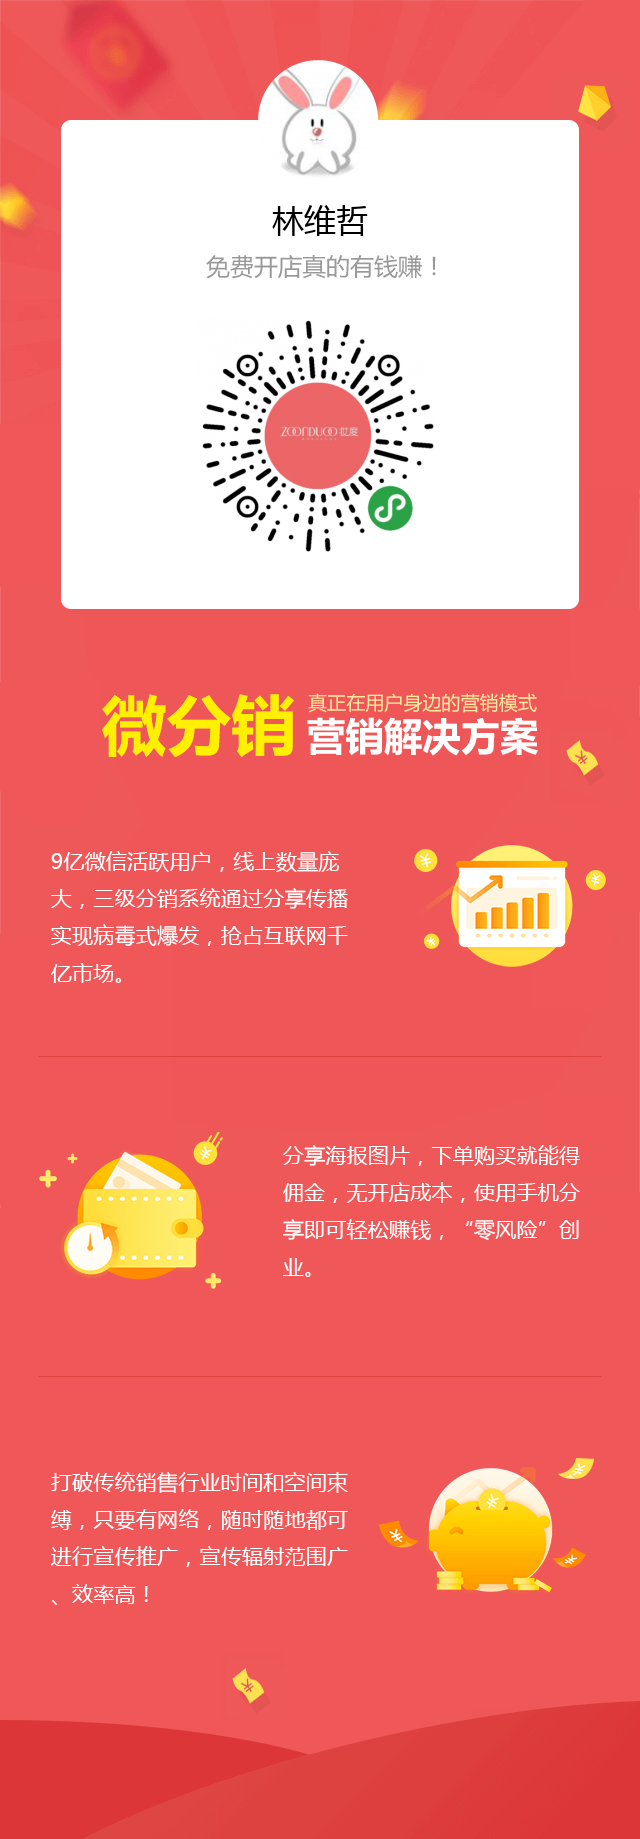 林维哲
免费开店真的有钱赚！
ZOONDUOO 忆度
微分销
真正在用户身边的营销模式
营销解决方案
9亿微信活跃用户，线上数量庞
大，三级分销系统通过分享传播
实现病毒式爆发，抢占互联网千
亿市场。
分享海报图片，下单购买就能得
佣金，无开店成本，使用手机分
享即可轻松赚钱，“零风险”创
业。
打破传统销售行业时间和空间束
缚，只要有网络，随时随地都可
进行宣传推广，宣传辐射范围广
、效率高！